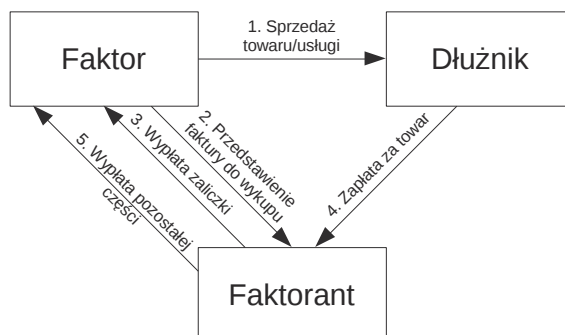 1. Sprzedaż
towaru/usługi
Faktor
Dłużnik
2. Przedstawienie
faktury do wykupu
3. Wypłata zaliczki
4. Zapłata za towar
5. Wypłata pozostałej
części
Faktorant